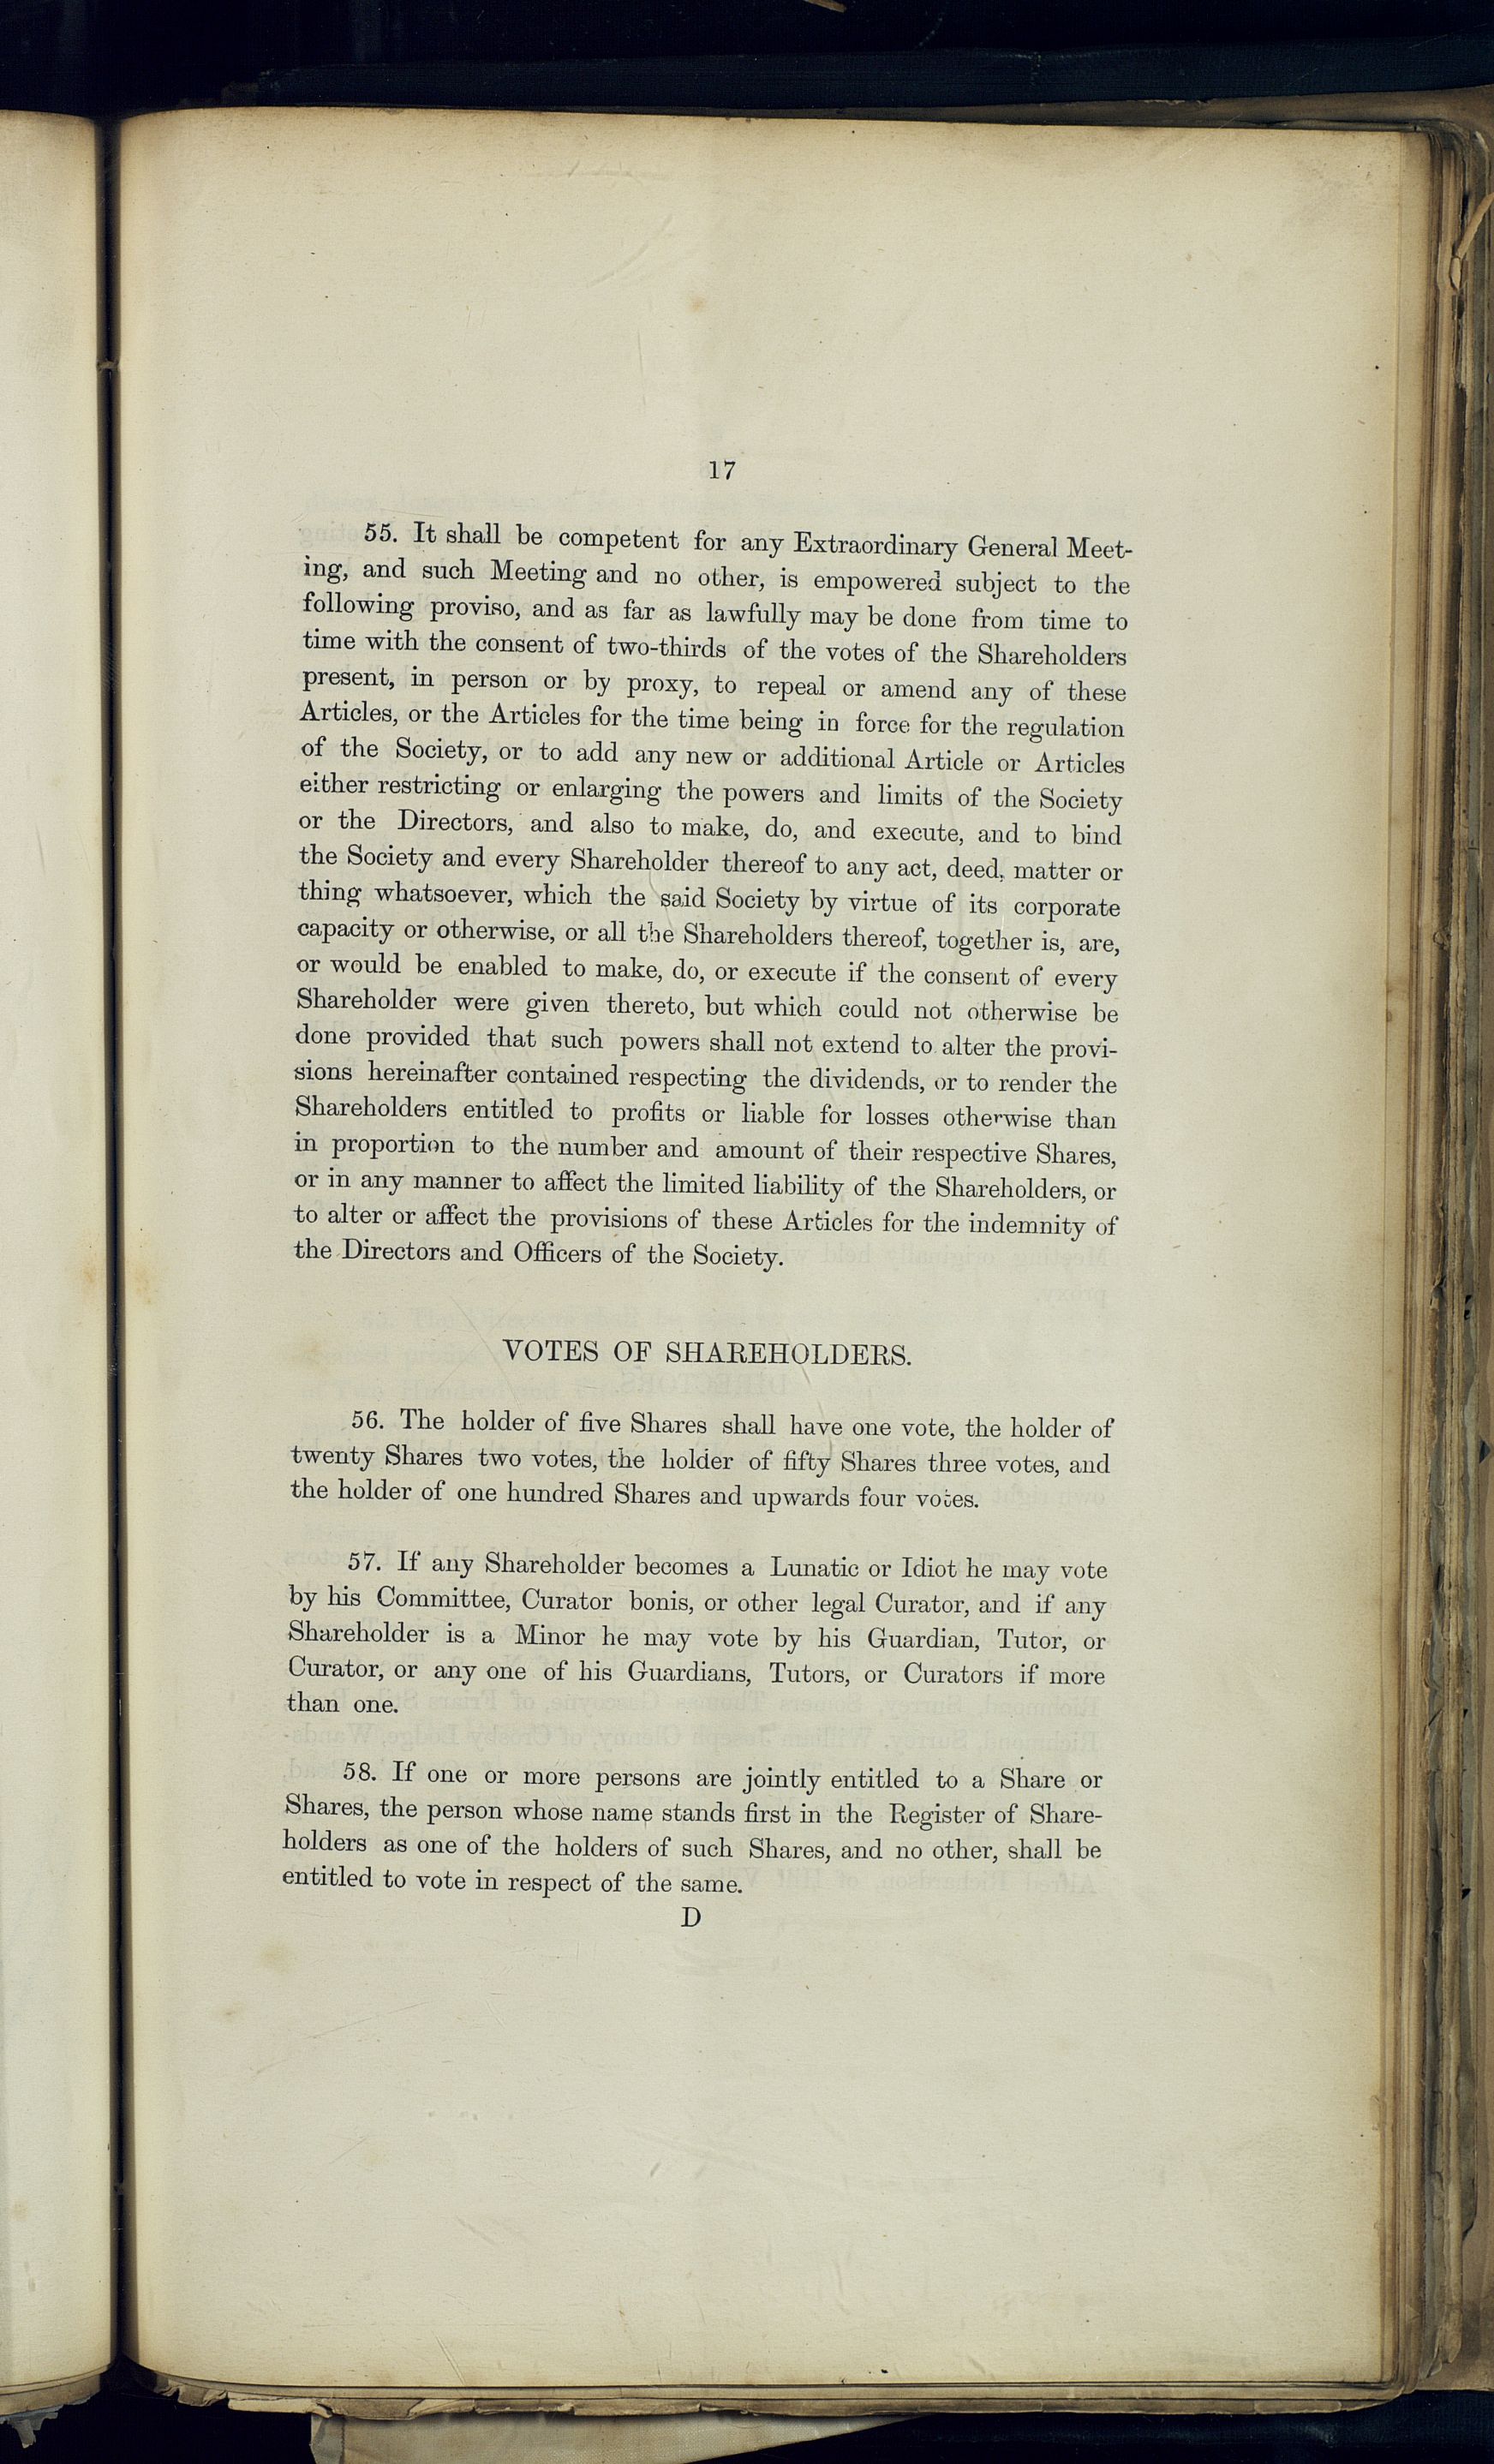 17
55. It shall be competent for any Extraordinary General Meet-
ing, and such Meeting and no other, is empowered subject to the
following proviso, and as far as lawfully may be done from time to
time with the consent of two-thirds of the votes of the Shareholders
present, in person or by proxy, to repeal or amend any of these
Articles, or the Articles for the time being in force for the regulation
of the Society, or to add any new or additional Article or Articles
either restricting or enlarging the powers and limits of the Society
or the Directors, and also to make, do, and execute, and to bind
the Society and every Shareholder thereof to any act, deed, matter or
thing whatsoever, which the said Society by virtue of its corporate
capacity or otherwise, or all the Shareholders thereof, together is, are,
or would be enabled to make, do, or execute if the consent of every
Shareholder were given thereto, but which could not otherwise be
done provided that such powers shall not extend to alter the provi-
sions hereinafter contained respecting the dividends, or to render the
Shareholders entitled to profits or liable for losses otherwise than
in proportion to the number and amount of their respective Shares,
or in any manner to affect the limited liability of the Shareholders, or
to alter or affect the provisions of these Articles for the indemnity of
the Directors and Officers of the Society.
VOTES OF SHAREHOLDERS.
56. The holder of five Shares shall have one vote, the holder of
twenty Shares two votes, the holder of fifty Shares three votes, and
the holder of one hundred Shares and upwards four votes.
57. If any Shareholder becomes a Lunatic or Idiot he may vote
by his Committee, Curator bonis, or other legal Curator, and if any
Shareholder is a Minor he may vote by his Guardian, Tutor, or
Curator, or any one of his Guardians, Tutors, or Curators if more
than one.
58. If one or more persons are jointly entitled to a Share or
Shares, the person whose name stands first in the Register of Share-
holders as one of the holders of such Shares, and no other, shall be
entitled to vote in respect of the same.
D